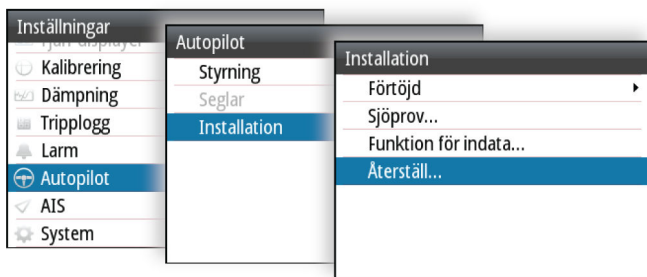 Inställningar
Kalibrering
Dämpning
Tripplogg
Larm
Autopilot
AIS
System
Autopilot
Styrning
Seglar
Installation
Installation
Förtöjd
Sjöprov...
Funktion för indata...
Återställ...